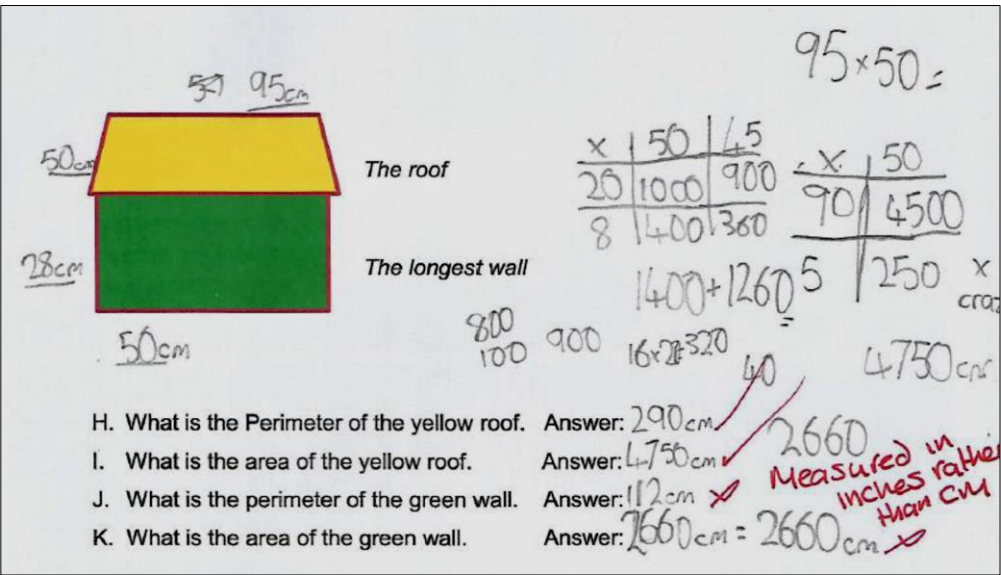 95×50=
95cm
50cm
The roof
x 50 45
20 1000 900
8 400 360
x 50
90 4500
5 250
28cm
The longest wall
1400+1260
x
50cm
800
100
900
320
40
4750cm
H. What is the Perimeter of the yellow roof. Answer: 290cm
I. What is the area of the yellow roof. Answer: 4750cm
2660
J. What is the perimeter of the green wall. Answer: 112cm
K. What is the area of the green wall. Answer: 2660cm = 2660cm
Measured in
inches rather
than CM